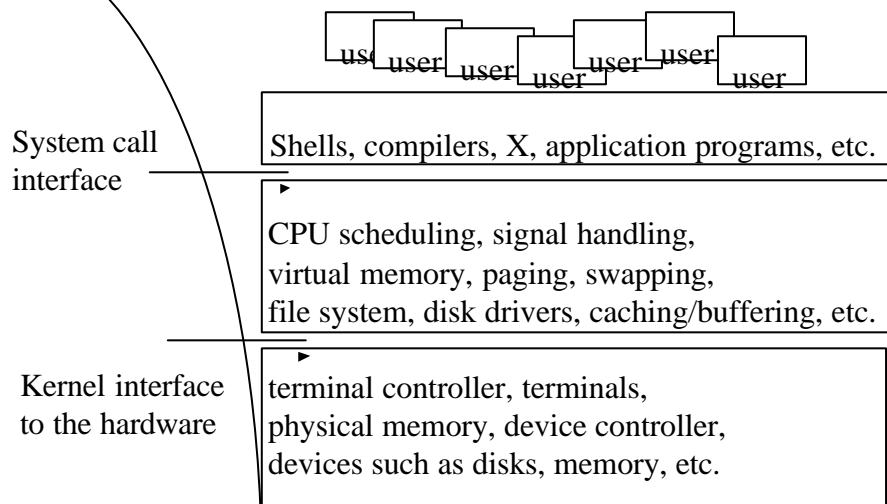 user
user
user
user
user
user
user
System call
interface
Shells, compilers, X, application programs, etc.
CPU scheduling, signal handling,
virtual memory, paging, swapping,
file system, disk drivers, caching/buffering, etc.
Kernel interface
to the hardware
terminal controller, terminals,
physical memory, device controller,
devices such as disks, memory, etc.